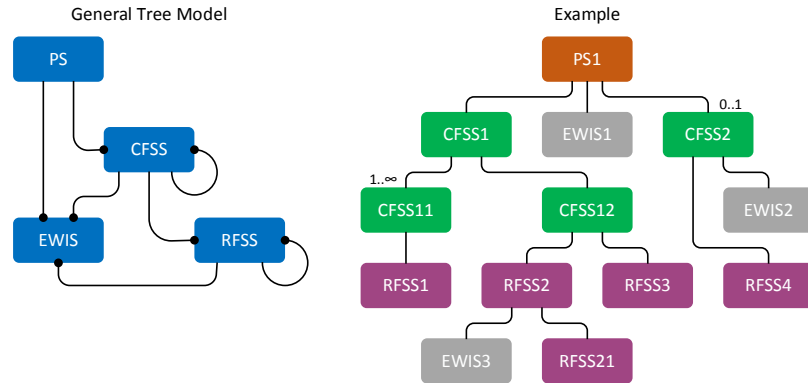 General Tree Model
PS
CFSS
EWIS
RFSS
Example
PS1
0..1
CFSS1
EWIS1
CFSS2
1..∞
CFSS11
CFSS12
EWIS2
RFSS1
RFSS2
RFSS3
RFSS4
EWIS3
RFSS21